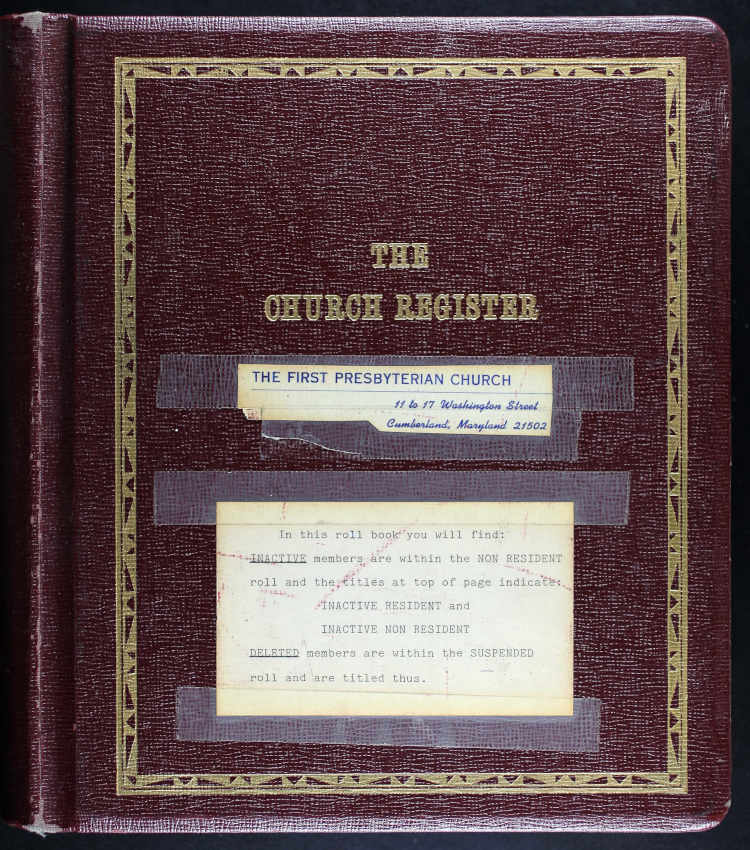 THE
CHURCH REGISTER
THE FIRST PRESBYTERIAN CHURCH
11 to 17 Washington Street
Cumberland, Maryland 21502
In this roll book you will find:
INACTIVE members are within the NON RESIDENT
roll and the titles at top of page indicate:
INACTIVE RESIDENT and
INACTIVE NON RESIDENT
DELETED members are within the SUSPENDED
roll and are titled thus.